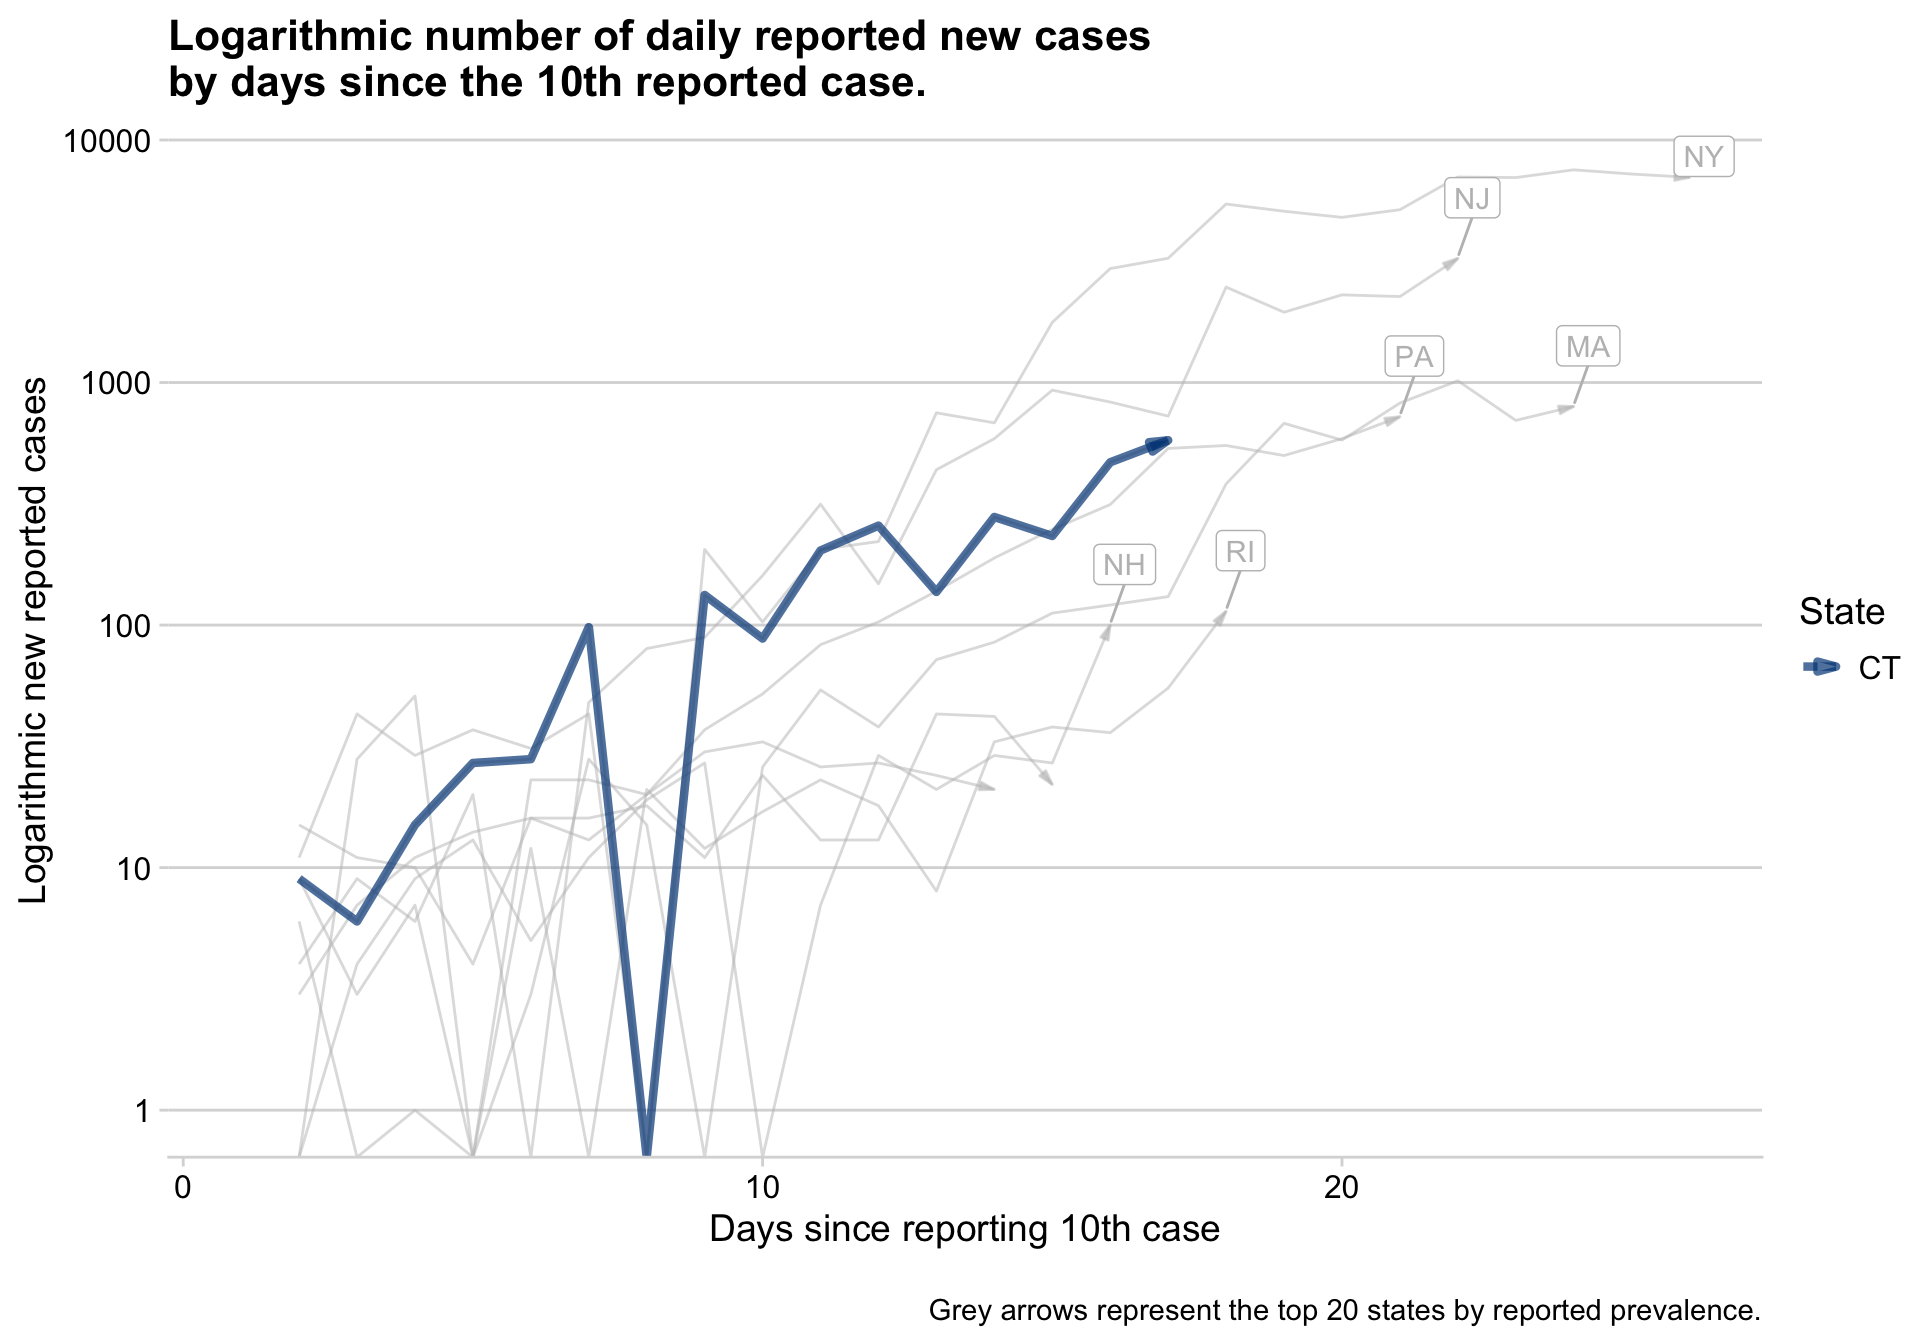 Logarithmic number of daily reported new cases
by days since the 10th reported case.
10000
1000
100
10
1
Logarithmic new reported cases
NY
NJ
PA
MA
NH
RI
State
CT
0
10
20
Days since reporting 10th case
Grey arrows represent the top 20 states by reported prevalence.